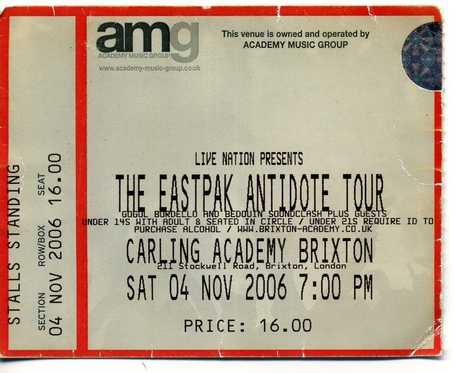 amg
ACADEMY MUSIC GROUP
www.academy-music-group.co.uk
This venue is owned and operated by
ACADEMY MUSIC GROUP
LIVE NATION PRESENTS
THE EASTPAK ANTIDOTE TOUR
GOGOL BORDELLO AND BEDOUIN SOUNDCLASH PLUS GUESTS
UNDER 14S WITH ADULT & SEATED IN CIRCLE / UNDER 21S REQUIRE ID TO
PURCHASE ALCOHOL / WWW.BRIXTON-ACADEMY.CO.UK
CARLING ACADEMY BRIXTON
211 Stockwell Road, Brixton, London
SAT 04 NOV 2006 7:00 PM
PRICE: 16.00
STALLS STANDING
SECTION ROW/BOX SEAT
04 NOV 2006 16.00